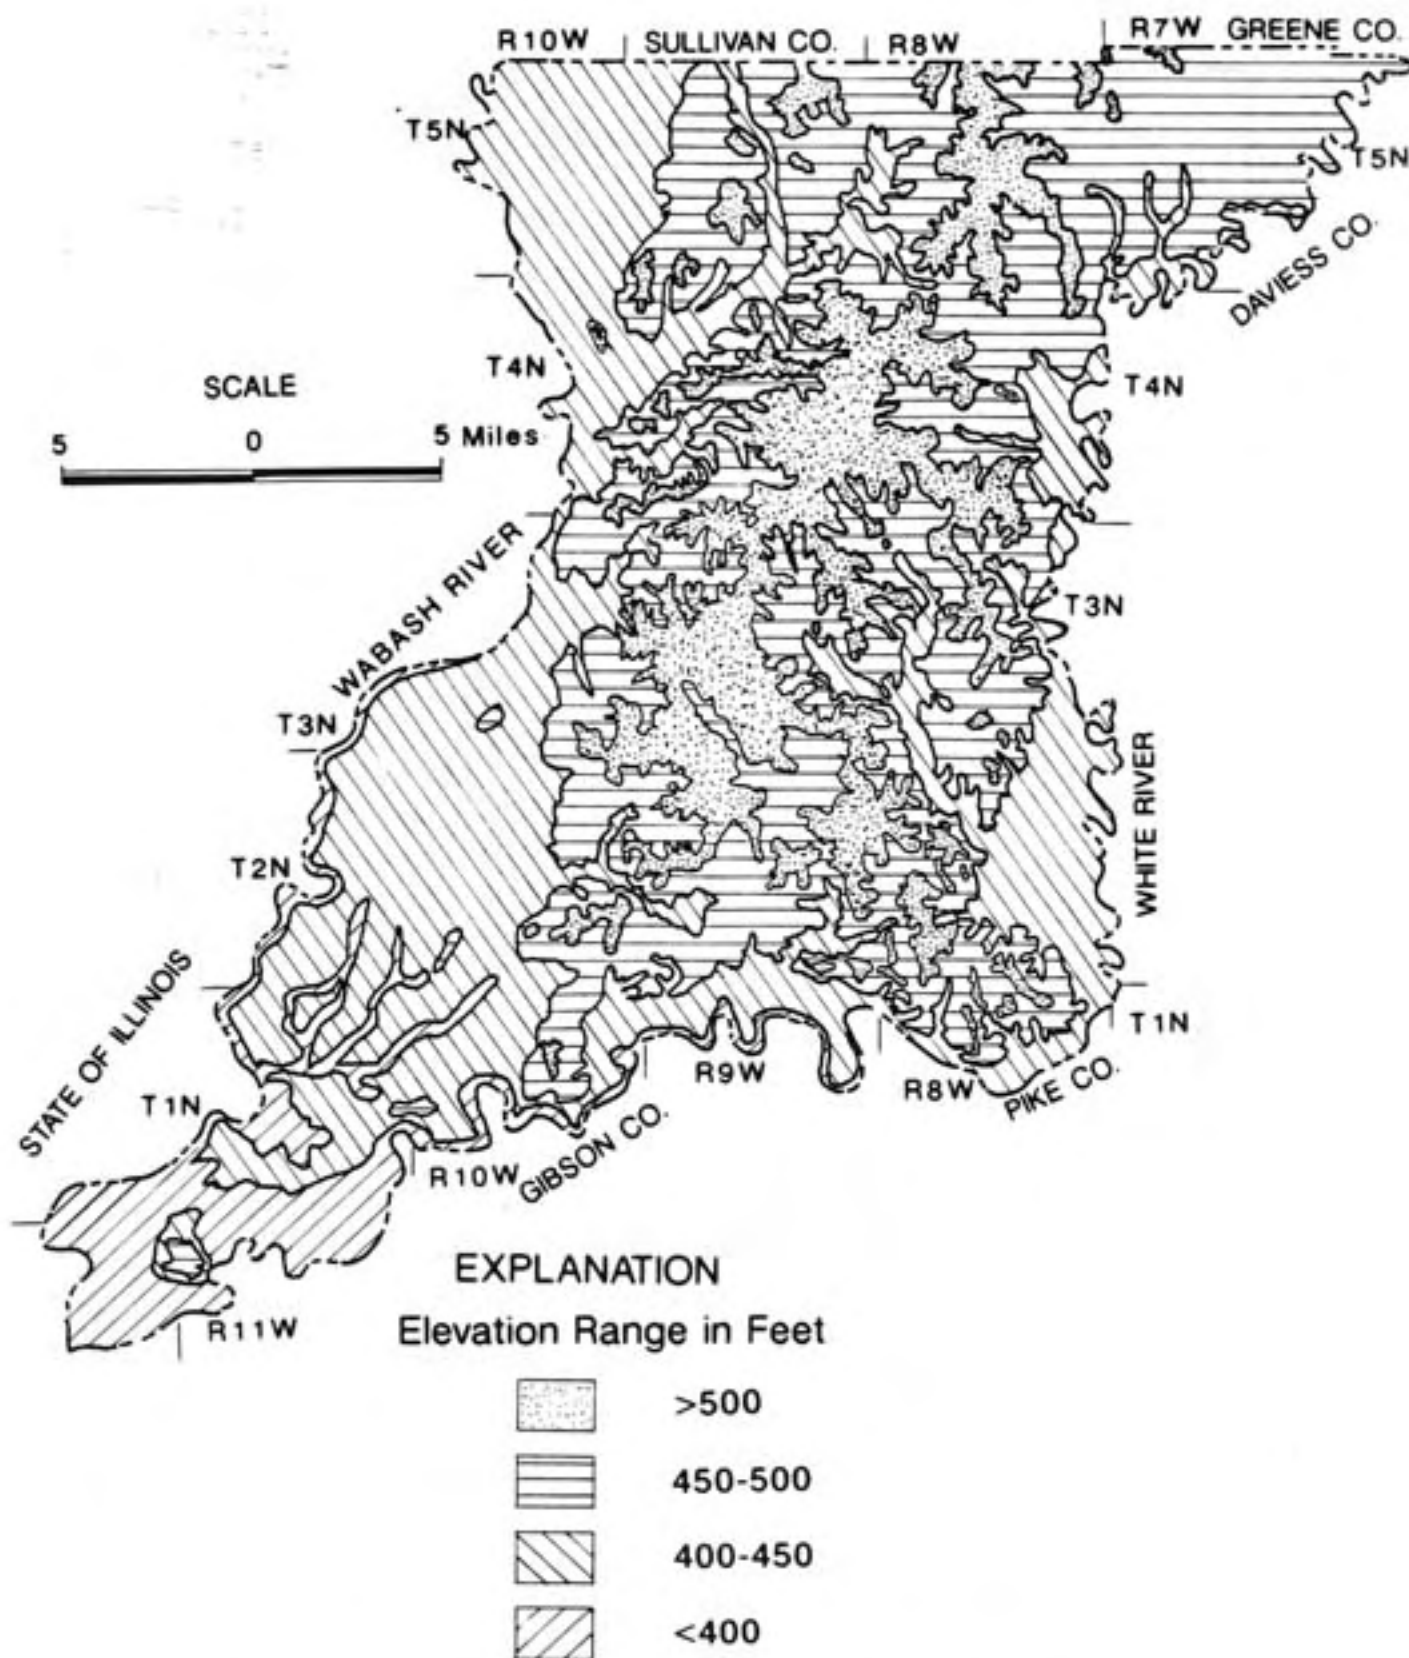 R10W
SULLIVAN CO.
R8W
R7W
GREENE CO.
T5N
T5N
DAVIESS CO.
SCALE
5 0 5 Miles
T4N
T4N
WABASH RIVER
T3N
T3N
WHITE RIVER
T2N
STATE OF ILLINOIS
T1N
T1N
R9W
R8W
PIKE CO.
R10W
GIBSON CO.
R11W
EXPLANATION
Elevation Range in Feet
>500
450-500
400-450
<400